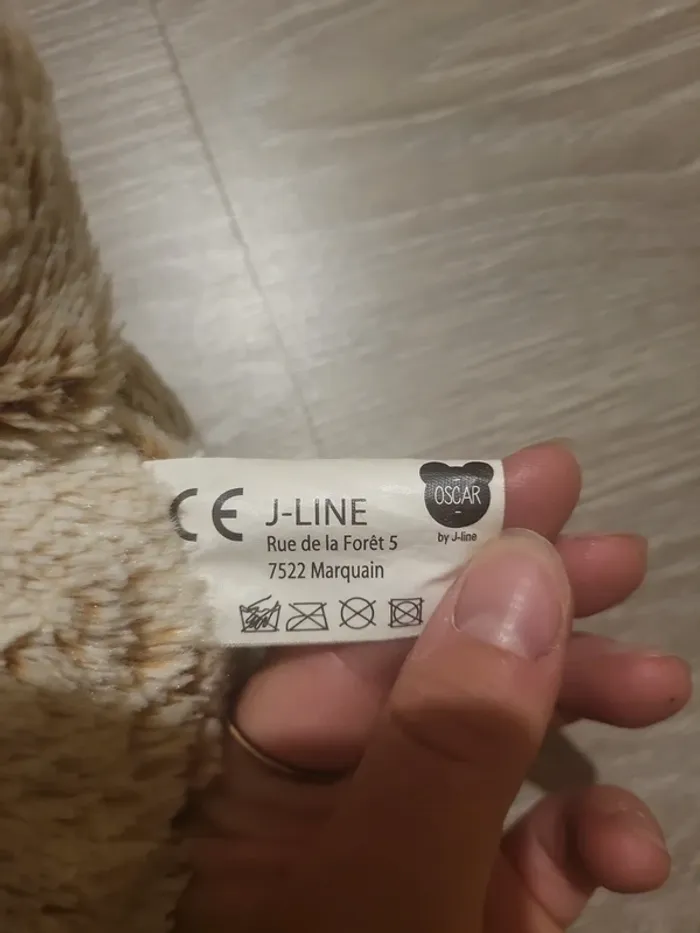 CE J-LINE
Rue de la Forêt 5
7522 Marquain
OSCAR
by J-line